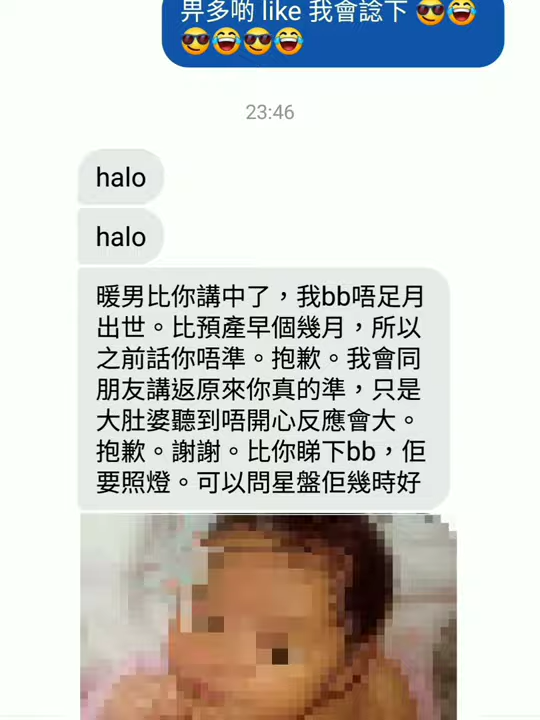 畀多啲 like 我會諗下 😎😂
😎😂😎😂
23:46
halo
halo
暖男比你講中了，我bb唔足月
出世。比預產早個幾月，所以
之前話你唔準。抱歉。我會同
朋友講返原來你真的準，只是
大肚婆聽到唔開心反應會大。
抱歉。謝謝。比你睇下bb，佢
要照燈。可以問星盤佢幾時好